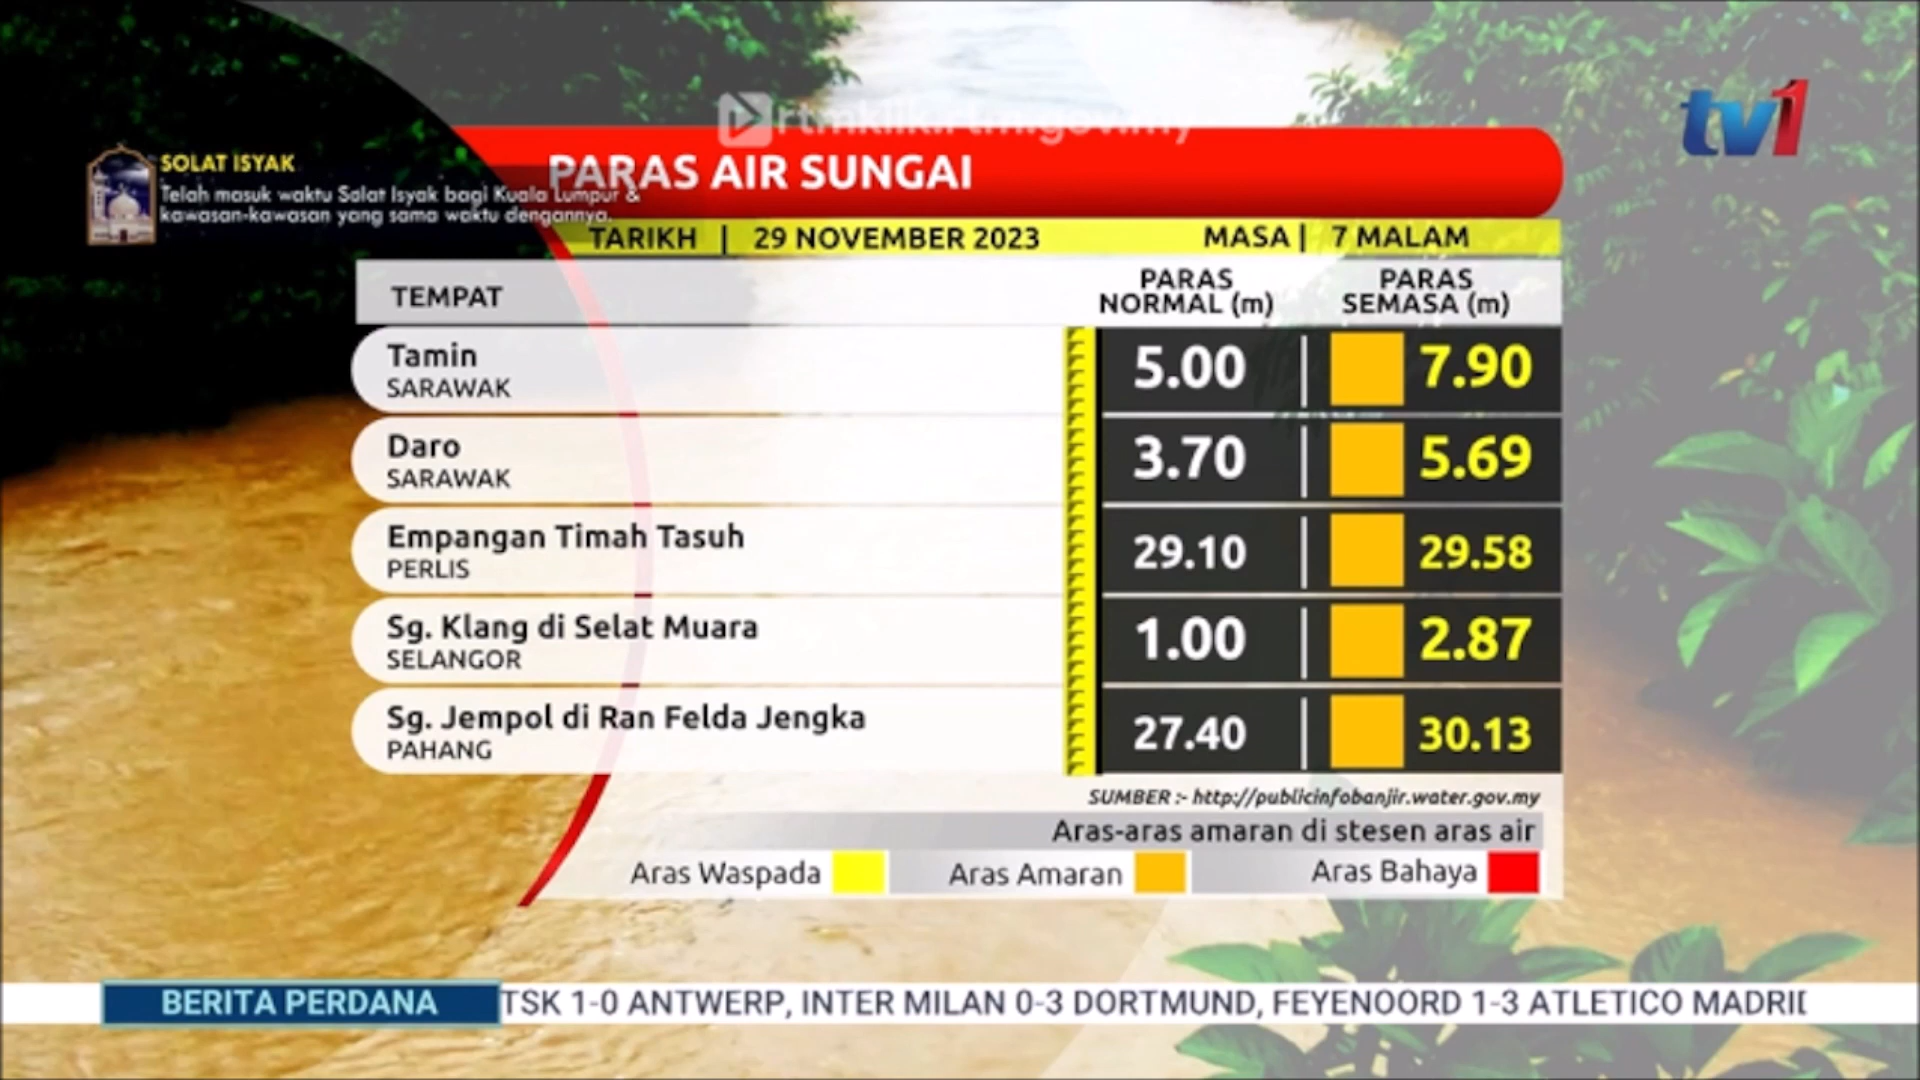 rtmklik.rtm.gov.my
tv1
SOLAT ISYAK
Telah masuk waktu Solat Isyak bagi Kuala Lumpur &
kawasan-kawasan yang sama waktu dengannya.
PARAS AIR SUNGAI
TARIKH | 29 NOVEMBER 2023 MASA | 7 MALAM
TEMPAT
PARAS NORMAL (m)
PARAS SEMASA (m)
Tamin
SARAWAK
5.00 | 7.90
Daro
SARAWAK
3.70 | 5.69
Empangan Timah Tasuh
PERLIS
29.10 | 29.58
Sg. Klang di Selat Muara
SELANGOR
1.00 | 2.87
Sg. Jempol di Ran Felda Jengka
PAHANG
27.40 | 30.13
SUMBER :- http://publicinfobanjir.water.gov.my
Aras-aras amaran di stesen aras air
Aras Waspada Aras Amaran Aras Bahaya
BERITA PERDANA TSK 1-0 ANTWERP, INTER MILAN 0-3 DORTMUND, FEYENOORD 1-3 ATLETICO MADRID